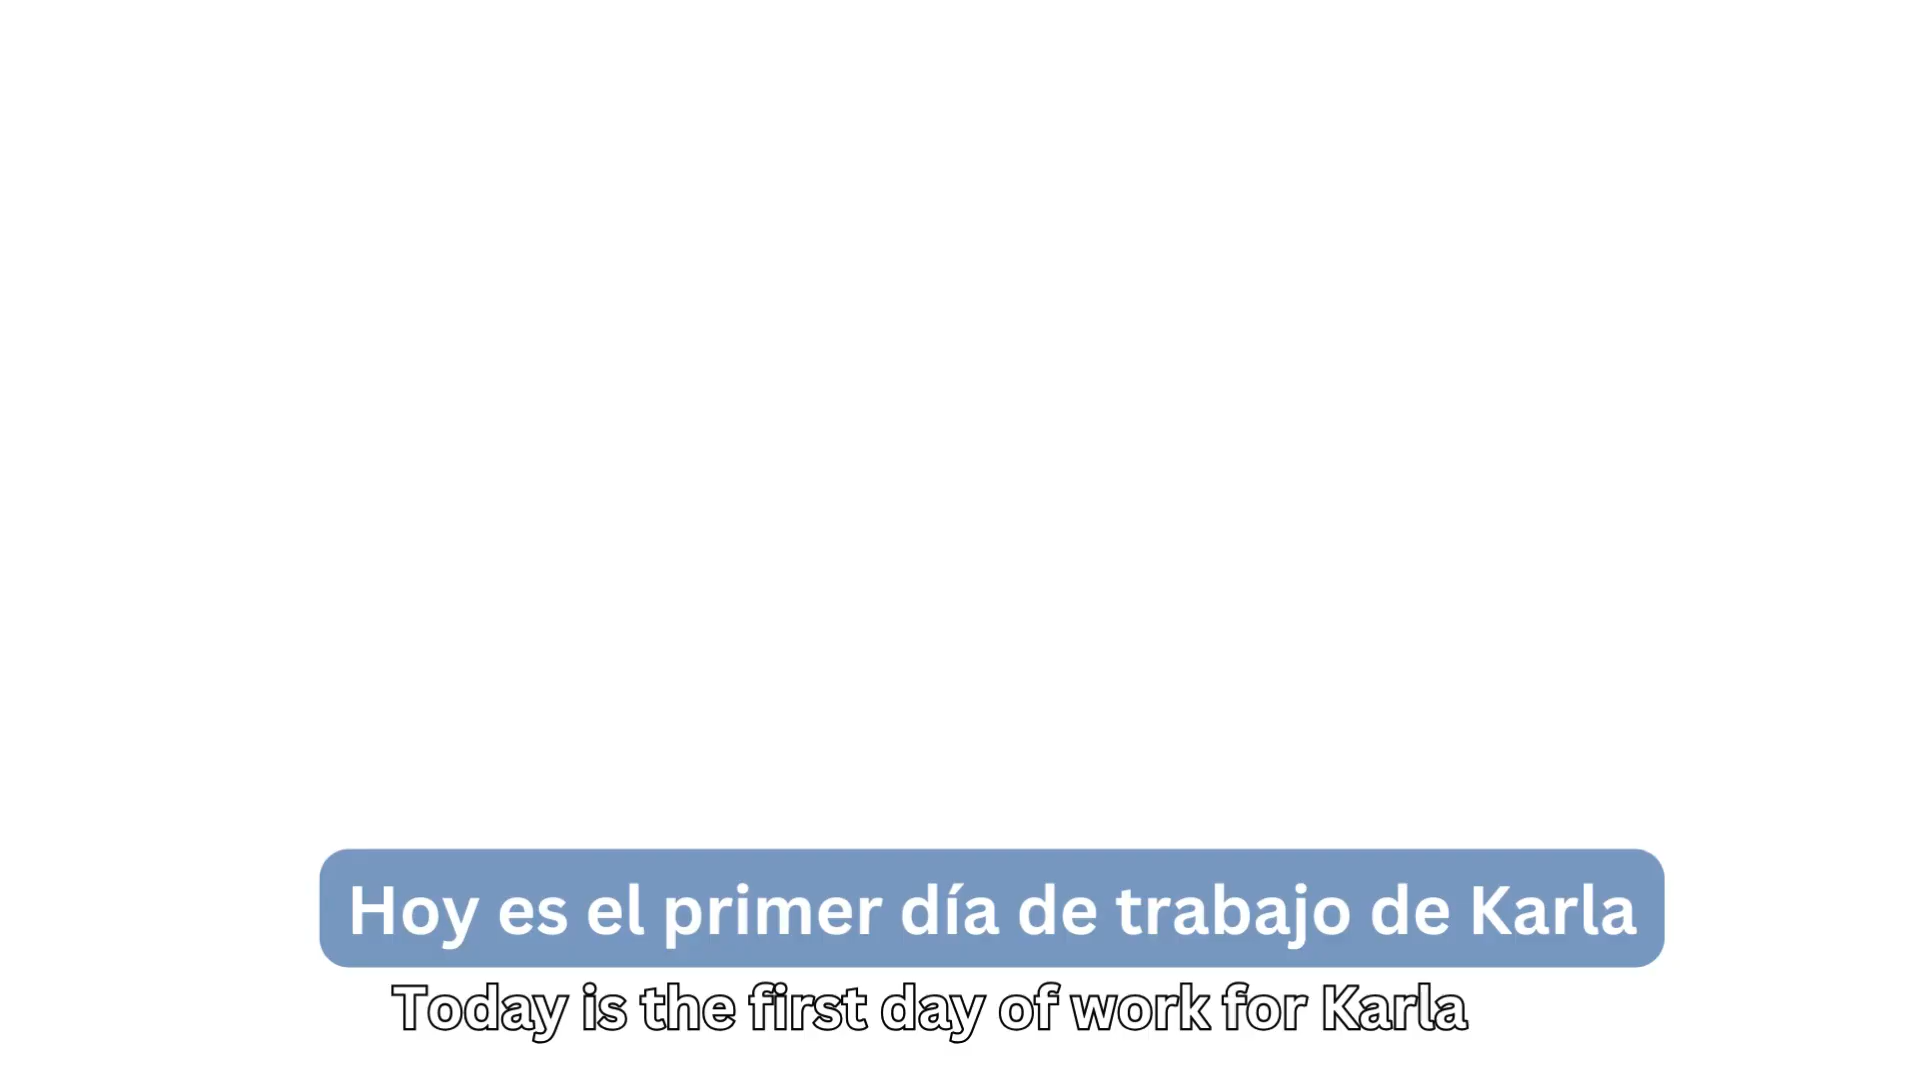 Hoy es el primer día de trabajo de Karla
Today is the first day of work for Karla